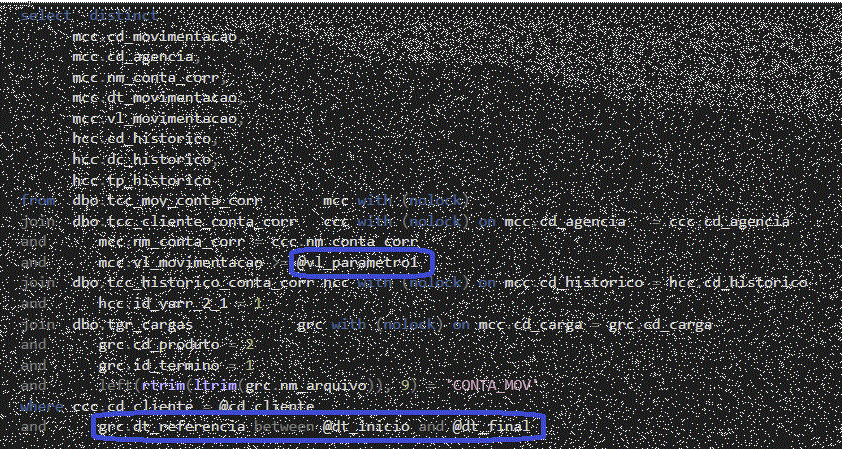 select distinct
mcc.cd_movimentacao,
mcc.cd_agencia,
mcc.nm_conta_corr,
mcc.dt_movimentacao,
mcc.vl_movimentacao,
hcc.cd_historico,
hcc.dc_historico,
hcc.tp_historico
from dbo.tcc_mov_conta_corr mcc with (nolock)
join dbo.tcc_cliente_conta_corr ccc with (nolock) on mcc.cd_agencia = ccc.cd_agencia
and mcc.nm_conta_corr = ccc.nm_conta_corr
and mcc.vl_movimentacao > @vl_parametro1
join dbo.tcc_historico_conta_corr hcc with (nolock) on mcc.cd_historico = hcc.cd_historico
and hcc.id_varr_2_1 = 1
join dbo.tgr_cargas grc with (nolock) on mcc.cd_carga = grc.cd_carga
and grc.cd_produto = 2
and grc.id_termino = 1
and left(rtrim(ltrim(grc.nm_arquivo)), 9) = 'CONTA_MOV'
where ccc.cd_cliente = @cd_cliente
and grc.dt_referencia between @dt_inicio and @dt_final